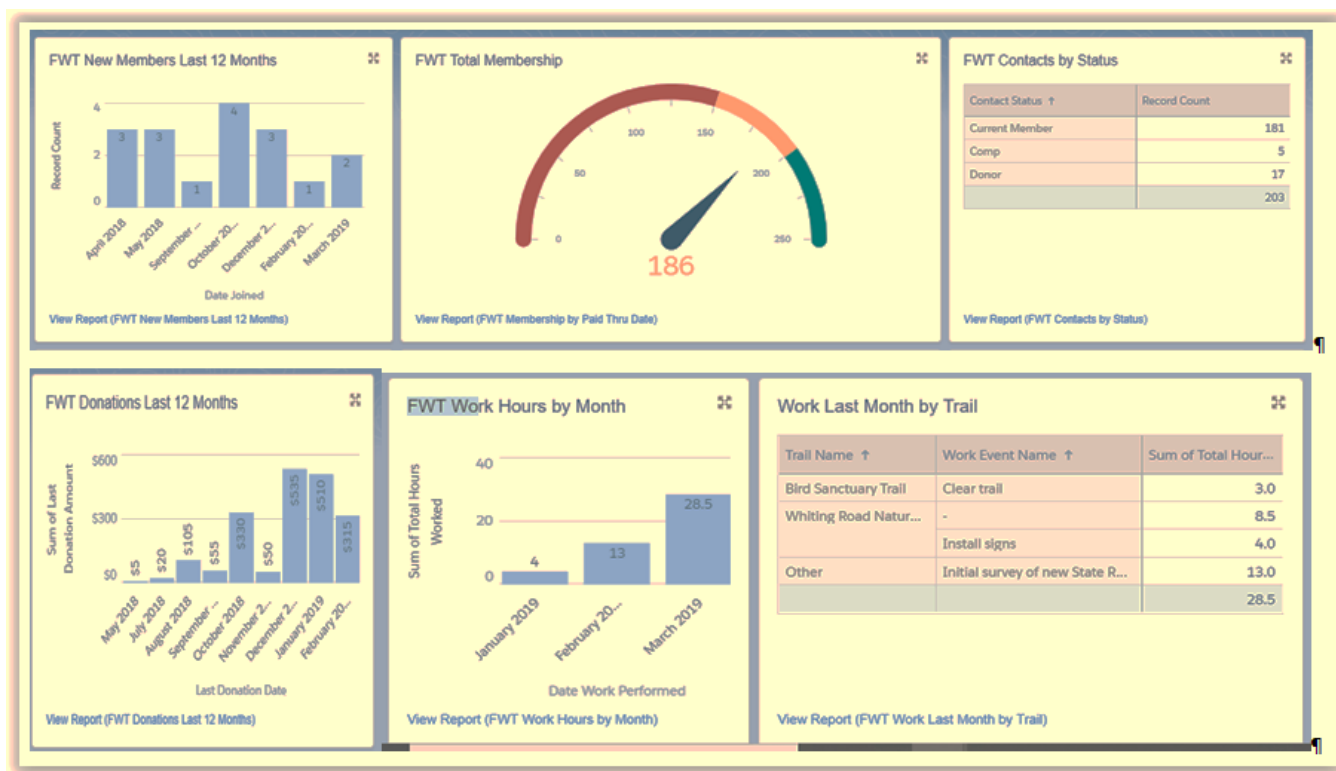 FWT New Members Last 12 Months
4
2
0
Record Count
3
3
1
4
3
1
2
April 2018
May 2018
September ...
October 20...
December 2...
February 20...
March 2019
Date Joined
View Report (FWT New Members Last 12 Months)
FWT Total Membership
0
50
100
150
200
250
186
View Report (FWT Membership by Paid Thru Date)
FWT Contacts by Status
Contact Status ↑ Record Count
Current Member 181
Comp 5
Donor 17
203
View Report (FWT Contacts by Status)
¶
FWT Donations Last 12 Months
$600
$300
$0
Sum of Last
Donation Amount
$5
$20
$105
$55
$330
$50
$535
$510
$315
May 2018
July 2018
August 2018
September ...
October 2018
November 2...
December 2...
January 2019
February 20...
Last Donation Date
View Report (FWT Donations Last 12 Months)
FWT Work Hours by Month
40
20
0
Sum of Total Hours
Worked
4
13
28.5
January 2019
February 20...
March 2019
Date Work Performed
View Report (FWT Work Hours by Month)
Work Last Month by Trail
Trail Name ↑ Work Event Name ↑ Sum of Total Hour...
Bird Sanctuary Trail Clear trail 3.0
Whiting Road Natur... - 8.5
Install signs 4.0
Other Initial survey of new State R... 13.0
28.5
View Report (FWT Work Last Month by Trail)
¶